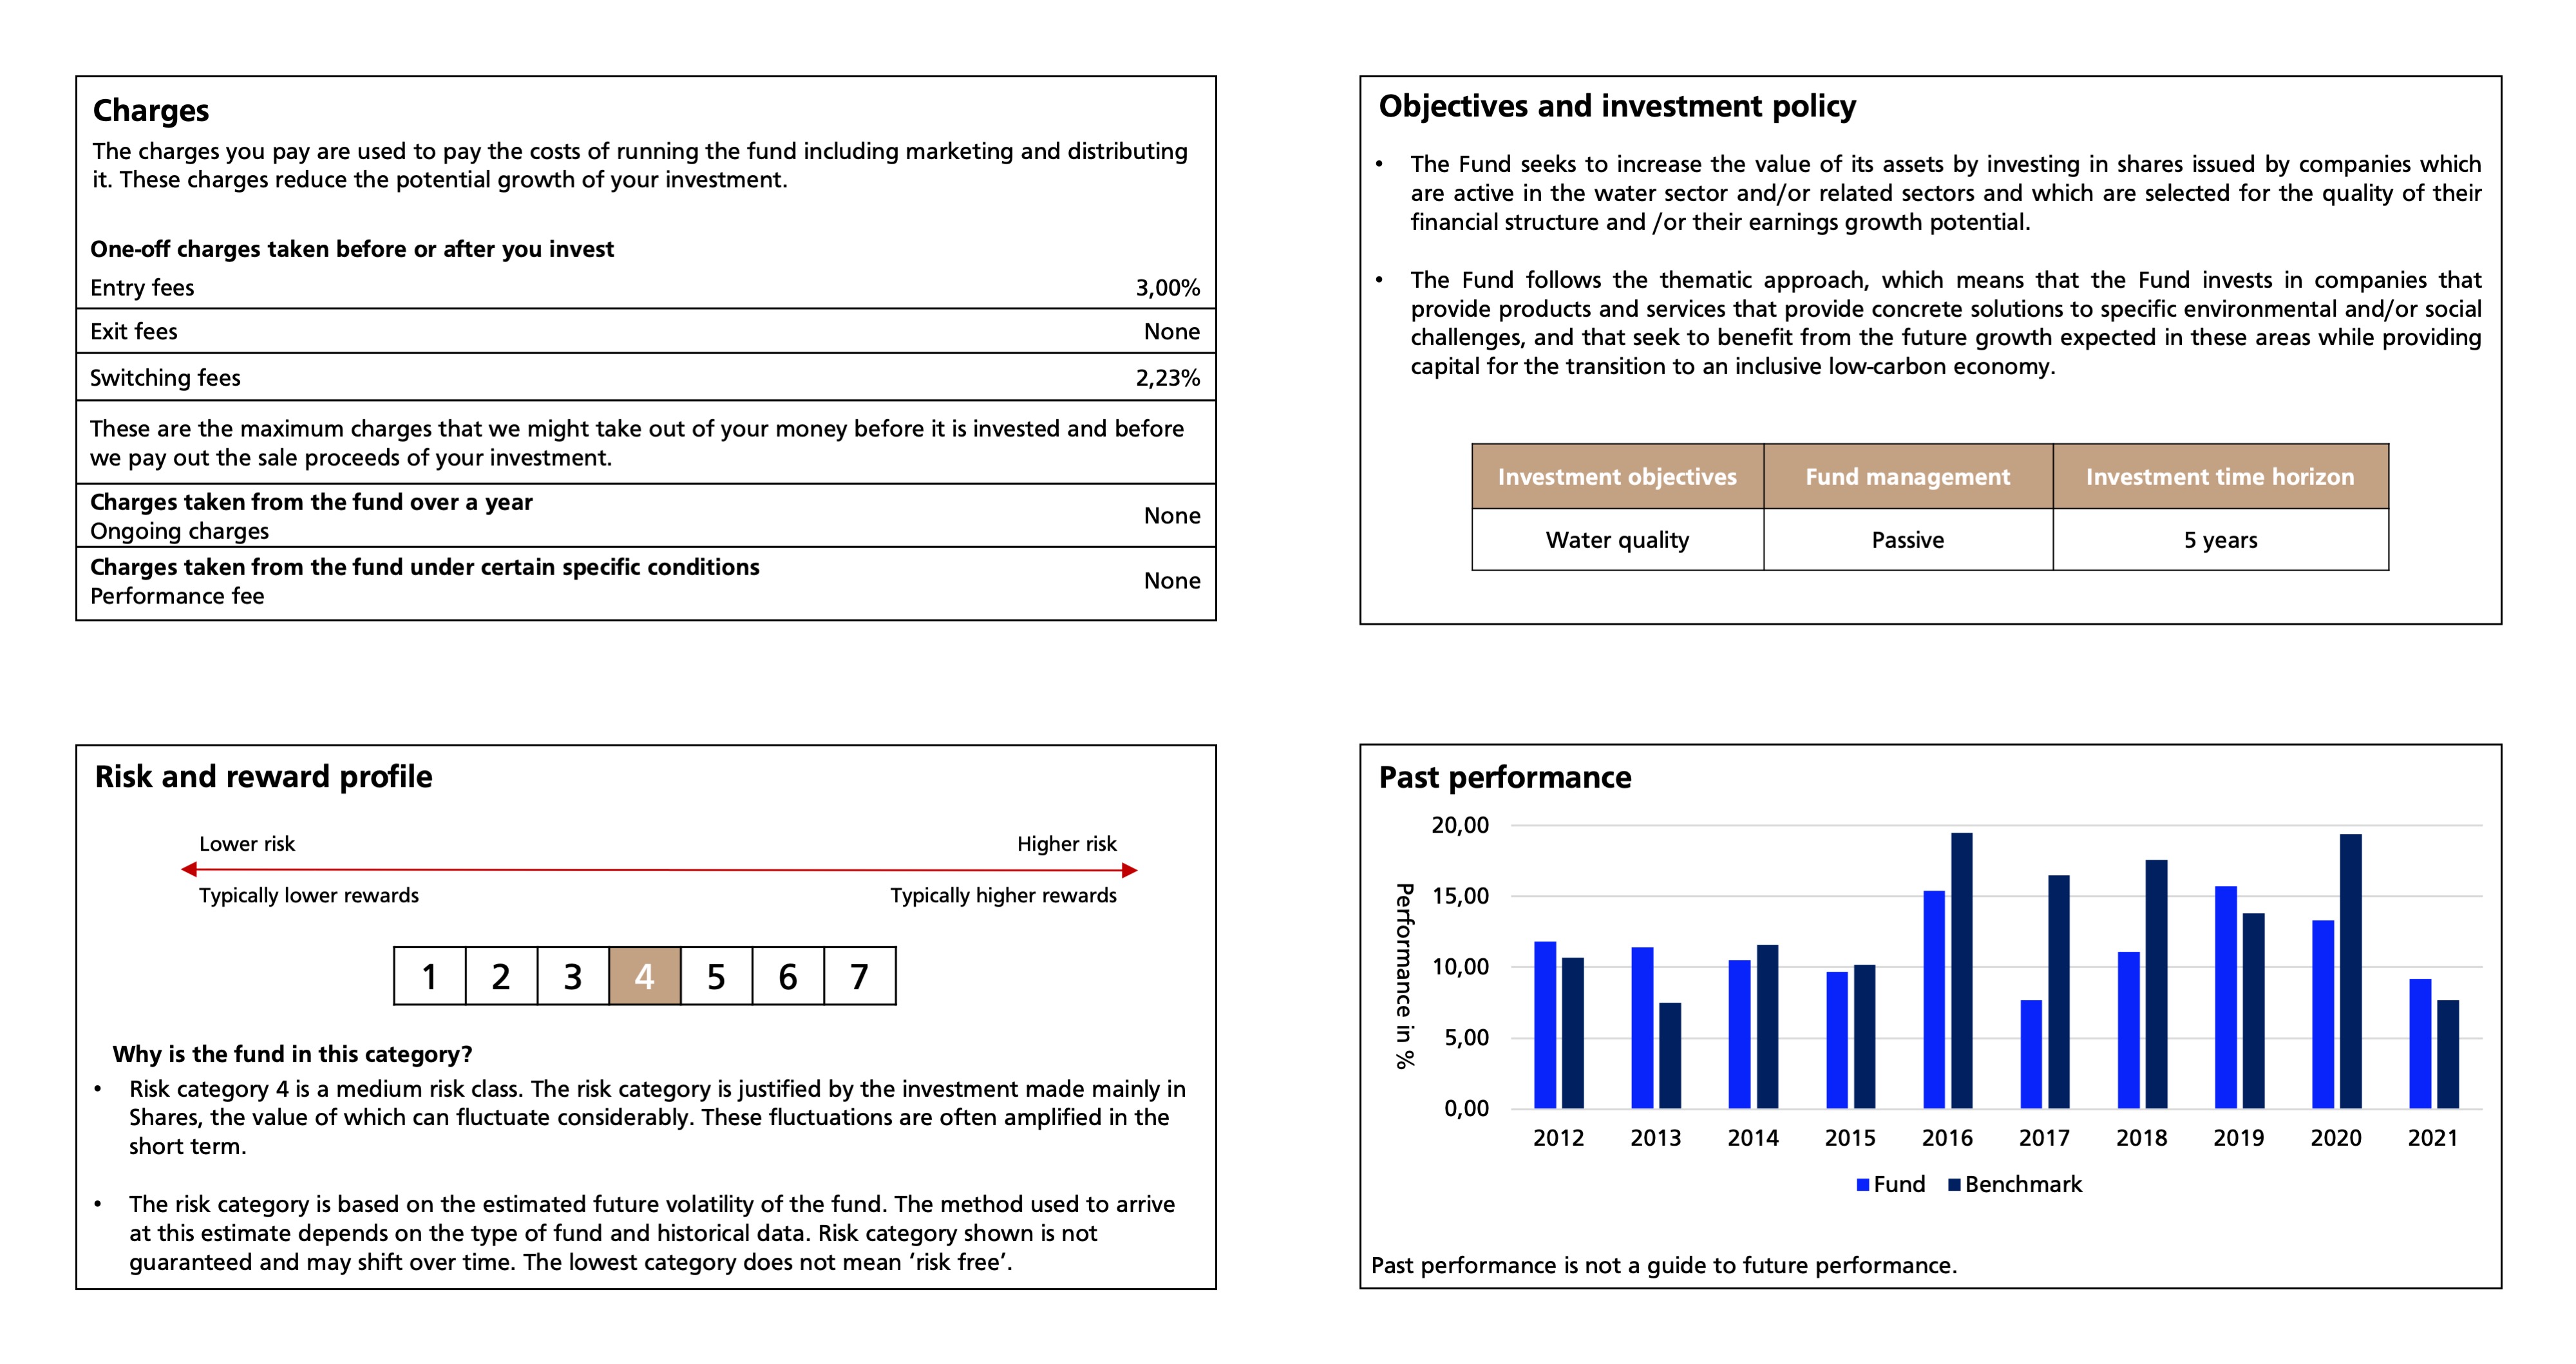 Charges
The charges you pay are used to pay the costs of running the fund including marketing and distributing
it. These charges reduce the potential growth of your investment.
One-off charges taken before or after you invest
Entry fees 3,00%
Exit fees None
Switching fees 2,23%
These are the maximum charges that we might take out of your money before it is invested and before
we pay out the sale proceeds of your investment.
Charges taken from the fund over a year
Ongoing charges None
Charges taken from the fund under certain specific conditions
Performance fee None
Objectives and investment policy
• The Fund seeks to increase the value of its assets by investing in shares issued by companies which
are active in the water sector and/or related sectors and which are selected for the quality of their
financial structure and /or their earnings growth potential.
• The Fund follows the thematic approach, which means that the Fund invests in companies that
provide products and services that provide concrete solutions to specific environmental and/or social
challenges, and that seek to benefit from the future growth expected in these areas while providing
capital for the transition to an inclusive low-carbon economy.
Investment objectives Fund management Investment time horizon
Water quality Passive 5 years
Risk and reward profile
Lower risk Higher risk
Typically lower rewards Typically higher rewards
1 2 3 4 5 6 7
Why is the fund in this category?
• Risk category 4 is a medium risk class. The risk category is justified by the investment made mainly in
Shares, the value of which can fluctuate considerably. These fluctuations are often amplified in the
short term.
• The risk category is based on the estimated future volatility of the fund. The method used to arrive
at this estimate depends on the type of fund and historical data. Risk category shown is not
guaranteed and may shift over time. The lowest category does not mean ‘risk free’.
Past performance
Performance in %
20,00
15,00
10,00
5,00
0,00
2012 2013 2014 2015 2016 2017 2018 2019 2020 2021
Fund Benchmark
Past performance is not a guide to future performance.